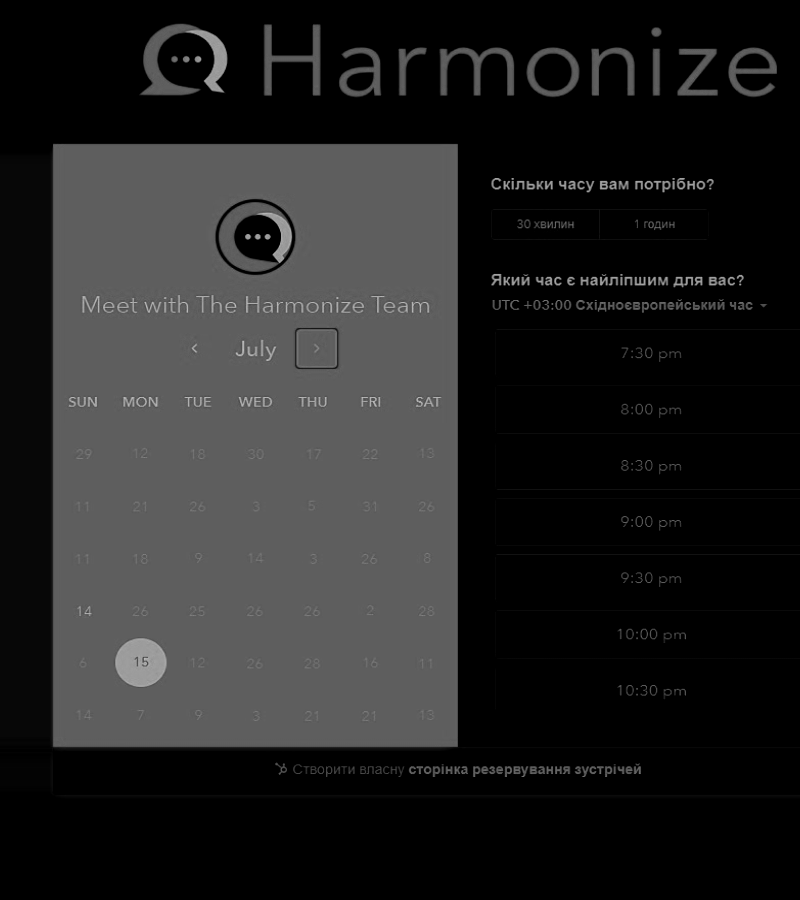 Harmonize
Meet with The Harmonize Team
July
SUN MON TUE WED THU FRI SAT
29 12 18 30 17 22 13
11 21 26 3 5 31 26
11 18 9 14 3 26 8
14 26 25 26 26 2 28
6 15 12 26 28 16 11
14 7 9 3 21 21 13
Скільки часу вам потрібно?
30 хвилин 1 годин
Який час є найліпшим для вас?
UTC +03:00 Східноєвропейський час
7:30 pm
8:00 pm
8:30 pm
9:00 pm
9:30 pm
10:00 pm
10:30 pm
Створити власну сторінка резервування зустрічей